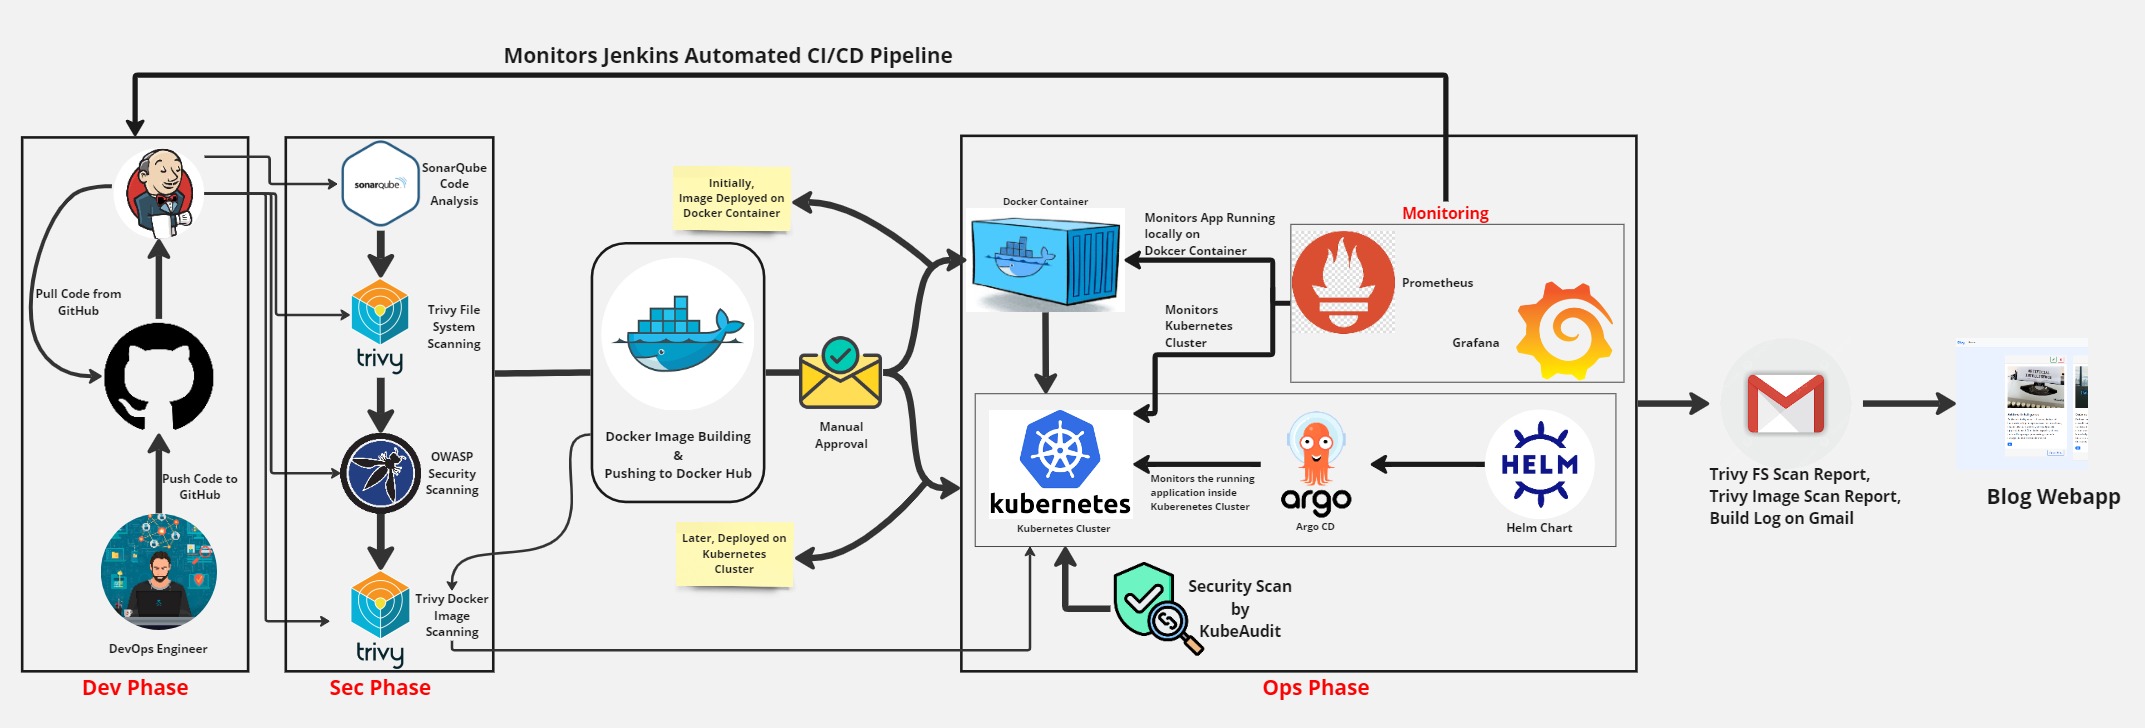 Monitors Jenkins Automated CI/CD Pipeline
Pull Code from
GitHub
Push Code to
GitHub
DevOps Engineer
Dev Phase
sonarqube
SonarQube
Code
Analysis
Trivy File
System
Scanning
trivy
OWASP
Security
Scanning
Trivy Docker
Image
Scanning
trivy
Sec Phase
Docker Image Building
&
Pushing to Docker Hub
Initially,
Image Deployed on
Docker Container
Manual
Approval
Later, Deployed on
Kubernetes
Cluster
Docker Container
Monitors App Running
locally on
Dokcer Container
Monitors
Kubernetes
Cluster
Monitoring
Prometheus
Grafana
kubernetes
Kubernetes Cluster
Monitors the running
application inside
Kuberenetes Cluster
argo
Argo CD
HELM
Helm Chart
Security Scan
by
KubeAudit
Ops Phase
Trivy FS Scan Report,
Trivy Image Scan Report,
Build Log on Gmail
Blog Webapp